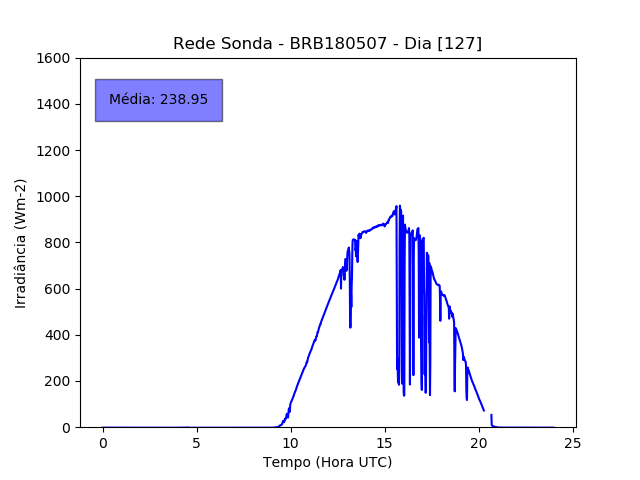 Rede Sonda - BRB180507 - Dia [127]
1600
1400
1200
1000
800
600
400
200
0
Média: 238.95
Irradiância (Wm-2)
0 5 10 15 20 25
Tempo (Hora UTC)